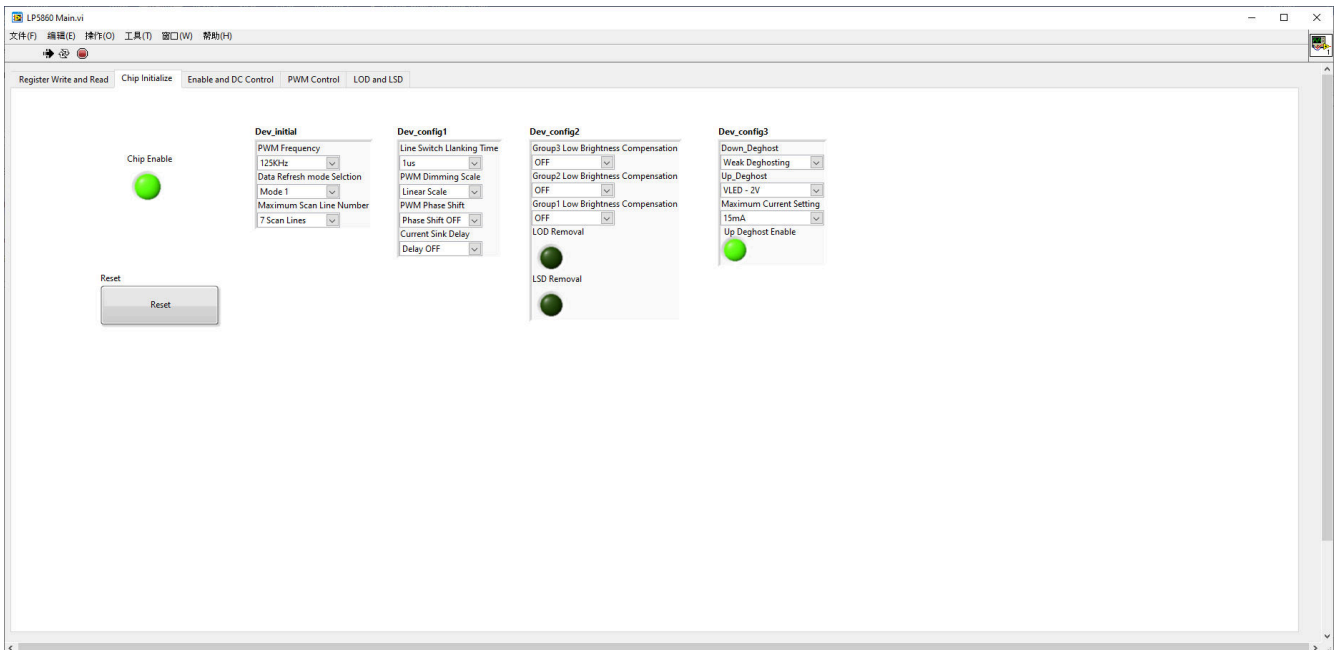 LP5860 Main.vi
文件(F) 编辑(E) 操作(O) 工具(T) 窗口(W) 帮助(H)
Register Write and Read Chip Initialize Enable and DC Control PWM Control LOD and LSD
Chip Enable
Reset
Reset
Dev_initial
PWM Frequency
125KHz
Data Refresh mode Selction
Mode 1
Maximum Scan Line Number
7 Scan Lines
Dev_config1
Line Switch Llanking Time
1us
PWM Dimming Scale
Linear Scale
PWM Phase Shift
Phase Shift OFF
Current Sink Delay
Delay OFF
Dev_config2
Group3 Low Brightness Compensation
OFF
Group2 Low Brightness Compensation
OFF
Group1 Low Brightness Compensation
OFF
LOD Removal
LSD Removal
Dev_config3
Down_Deghost
Weak Deghosting
Up_Deghost
VLED - 2V
Maximum Current Setting
15mA
Up Deghost Enable
1